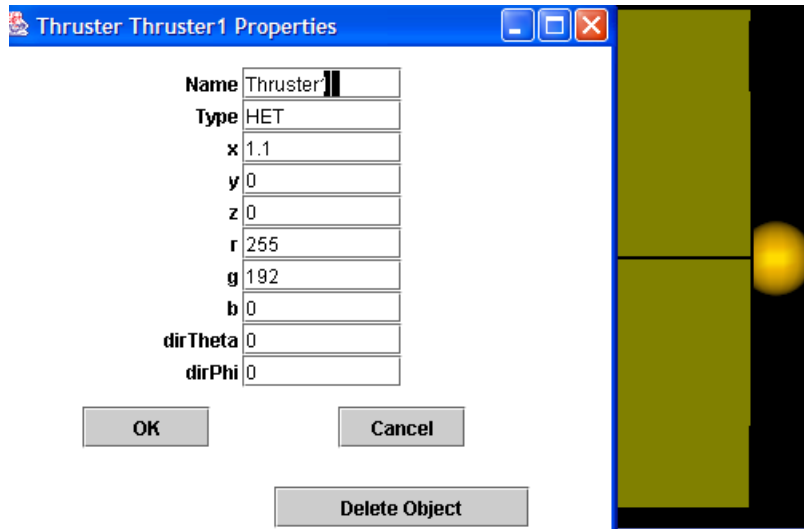 Thruster Thruster1 Properties
Name Thruster1
Type HET
x 1.1
y 0
z 0
r 255
g 192
b 0
dirTheta 0
dirPhi 0
OK Cancel
Delete Object